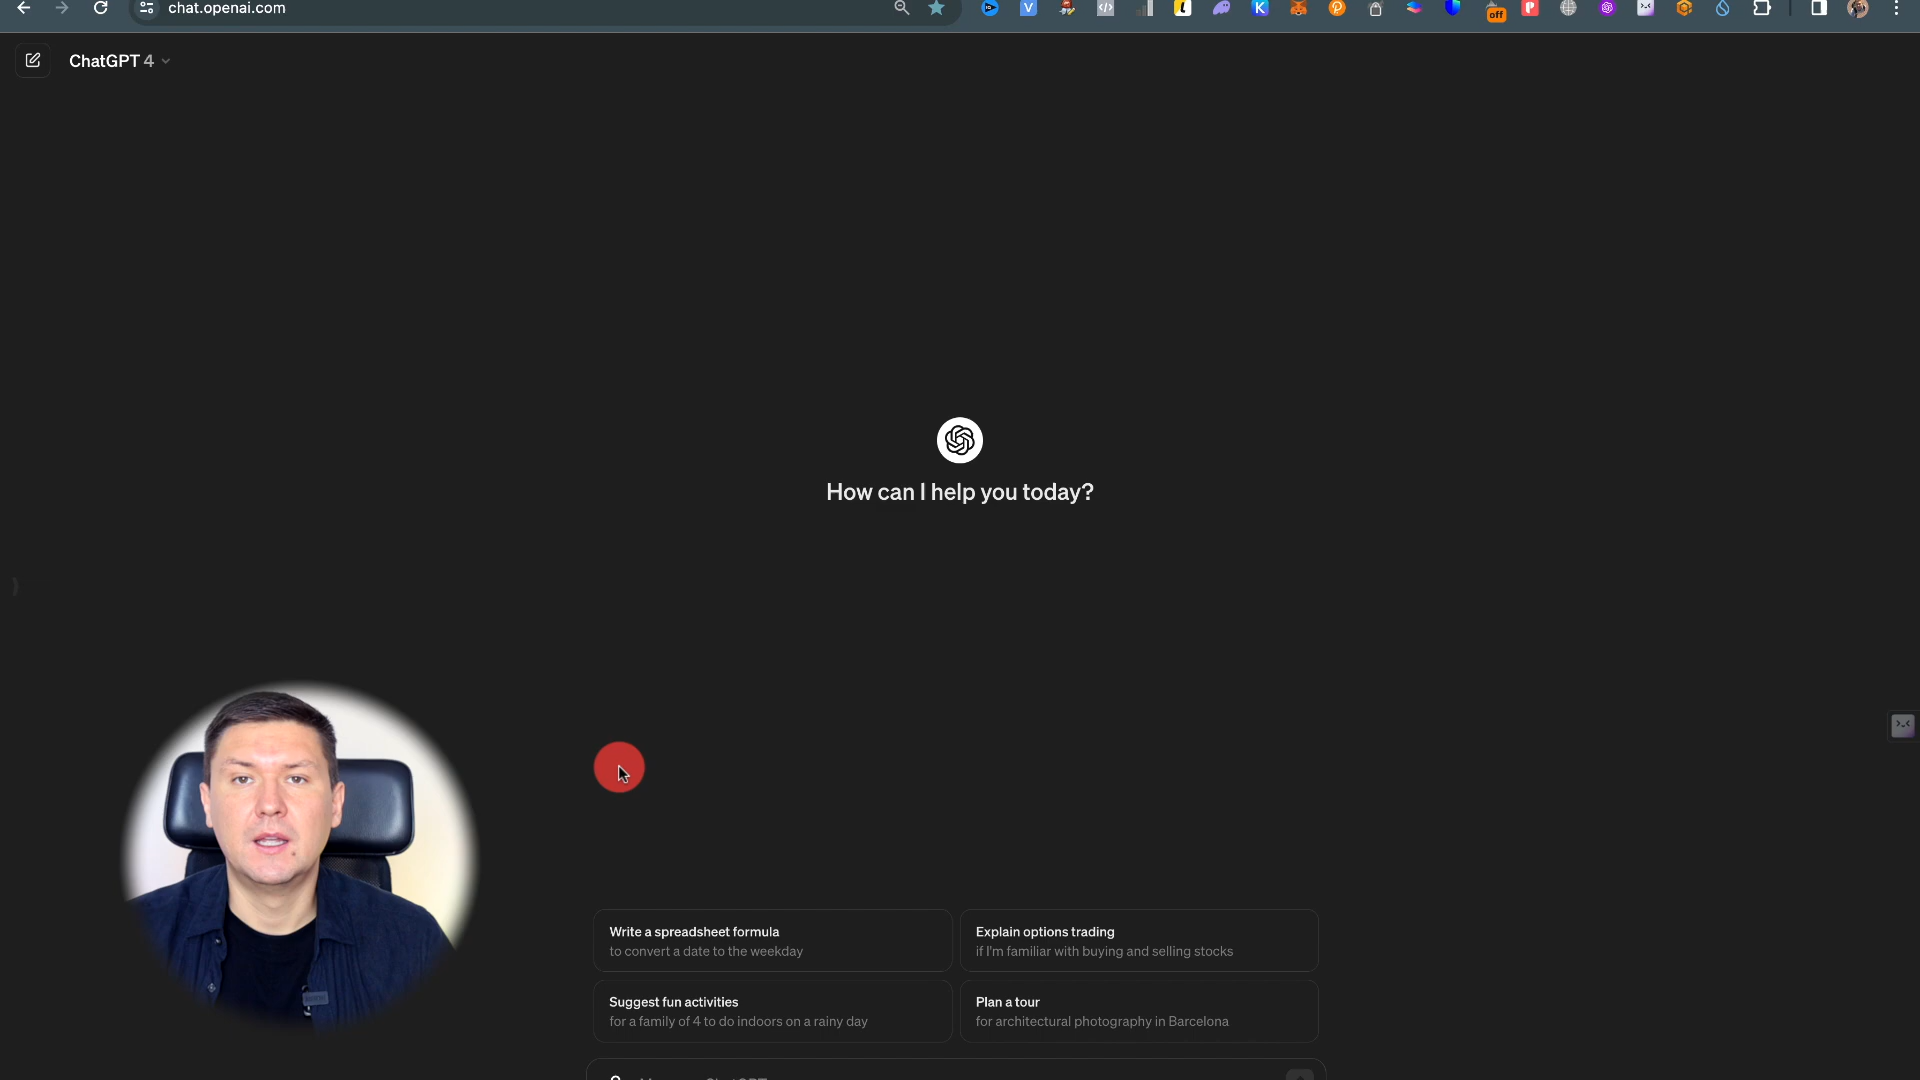 chat.openai.com
off
ChatGPT 4
How can I help you today?
Write a spreadsheet formula
to convert a date to the weekday
Explain options trading
if I'm familiar with buying and selling stocks
Suggest fun activities
for a family of 4 to do indoors on a rainy day
Plan a tour
for architectural photography in Barcelona